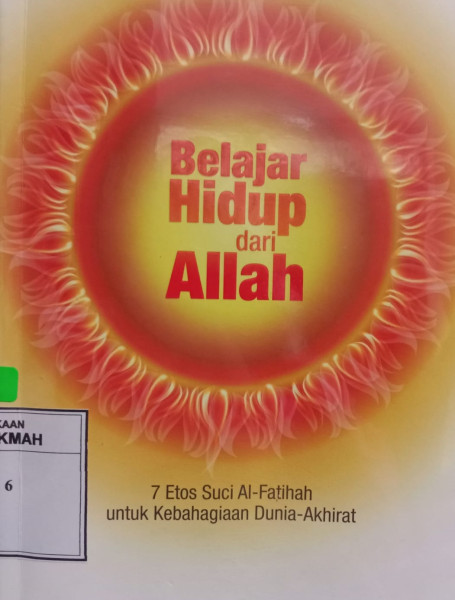 Belajar
Hidup
dari
Allah
KAAN
KMAH
6
7 Etos Suci Al-Fatihah
untuk Kebahagiaan Dunia-Akhirat